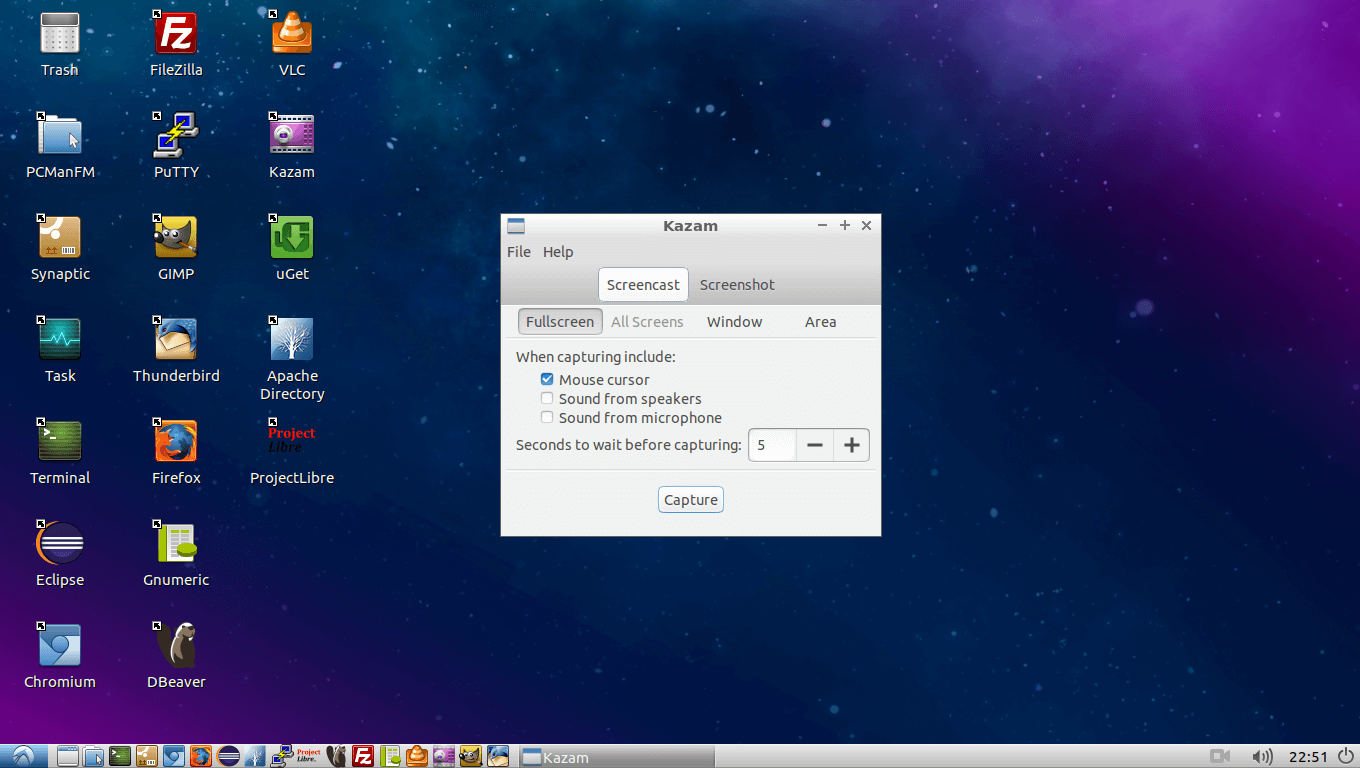 Trash
FileZilla
VLC
PCManFM
PuTTY
Kazam
Synaptic
GIMP
uGet
Task
Thunderbird
Apache
Directory
Terminal
Firefox
Project
Libre
ProjectLibre
Eclipse
Gnumeric
Chromium
DBeaver
Kazam
File Help
Screencast Screenshot
Fullscreen All Screens Window Area
When capturing include:
Mouse cursor
Sound from speakers
Sound from microphone
Seconds to wait before capturing: 5
Capture
Project
Libre.
Kazam
22:51